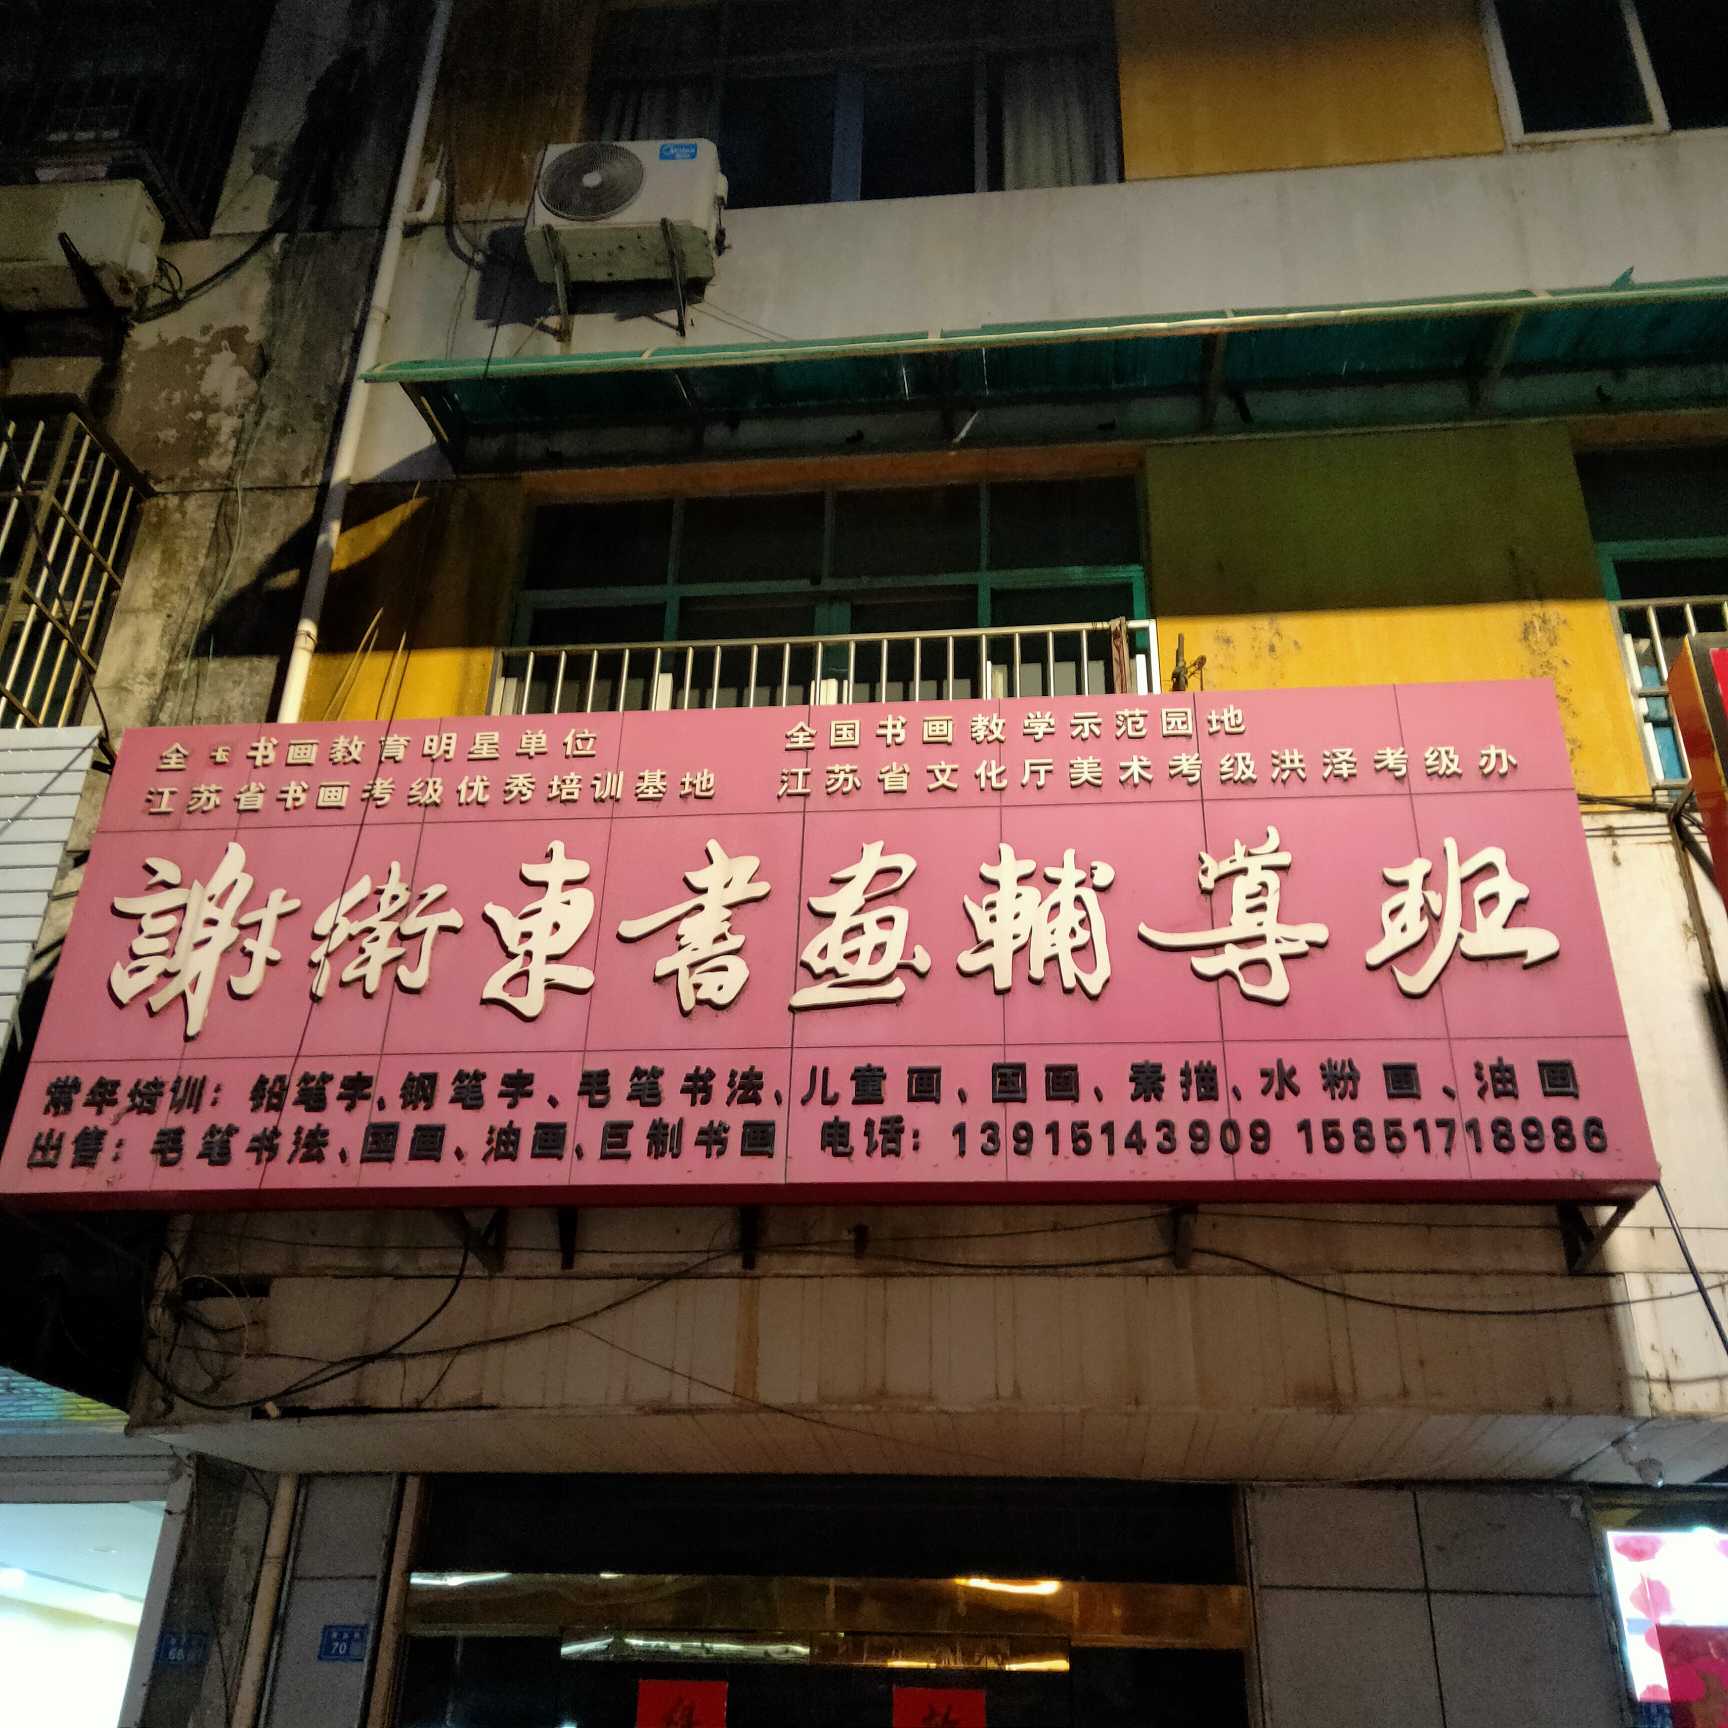 全国书画教育明星单位 全国书画教学示范园地
江苏省书画考级优秀培训基地 江苏省文化厅美术考级洪泽考级办
謝衛東書画輔導班
常年培训：铅笔字、钢笔字、毛笔书法、儿童画、国画、素描、水粉画、油画
出售：毛笔书法、国画、油画、巨制书画 电话：13915143909 15851718986
70